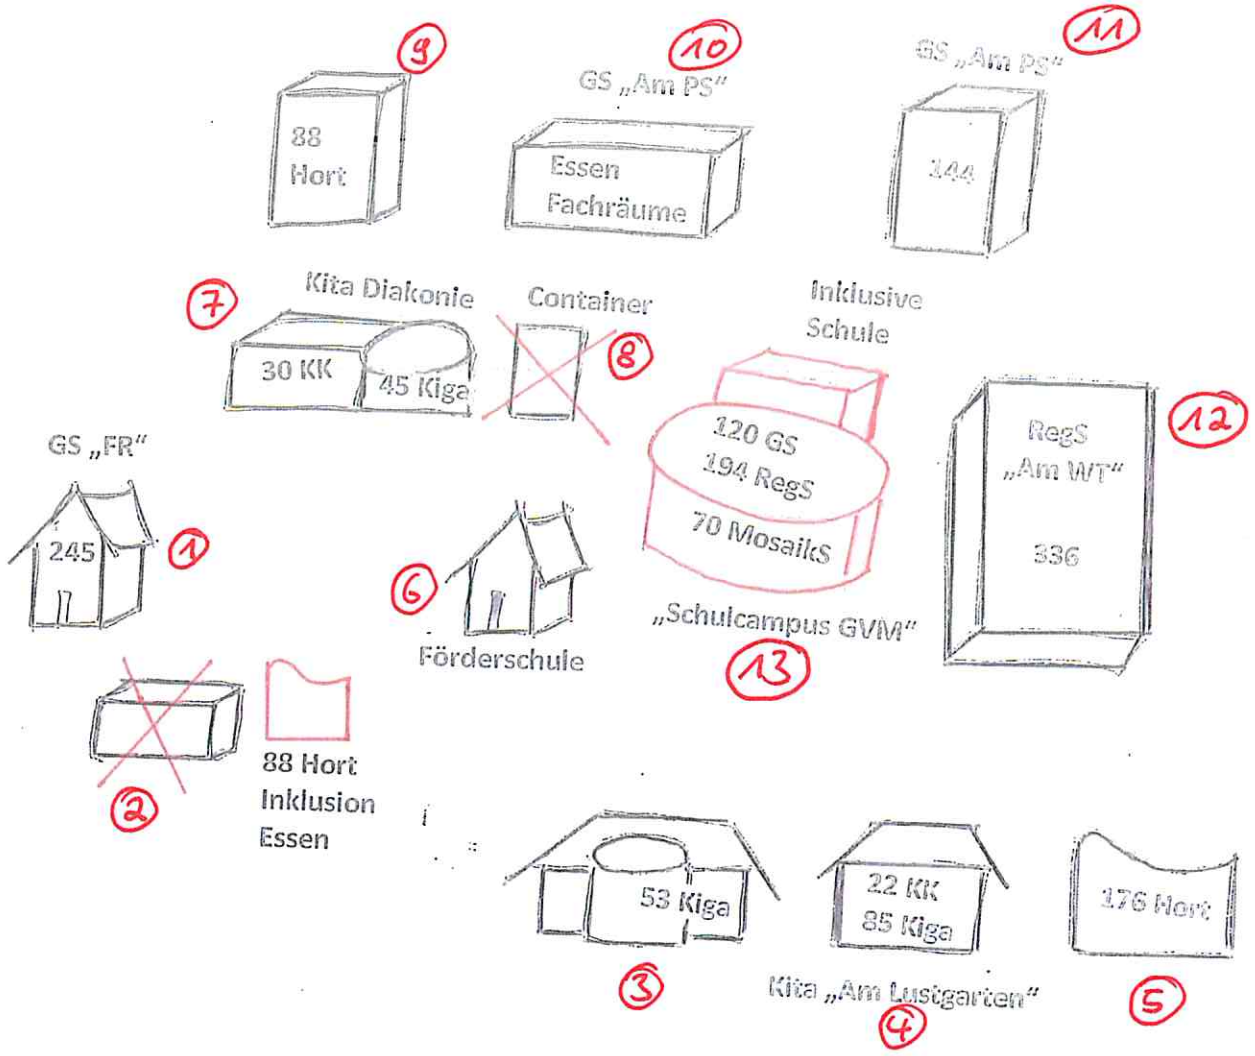 9
88
Hort
10
GS „Am PS“
Essen
Fachräume
11
GS „Am PS“
144
7
Kita Diakonie
30 KK
45 Kiga
Container
8
Inklusive
Schule
120 GS
194 RegS
70 MosaikS
„Schulcampus GVM“
13
12
RegS
„Am WT“
336
GS „FR“
245
1
6
Förderschule
2
88 Hort
Inklusion
Essen
53 Kiga
3
22 KK
85 Kiga
Kita „Am Lustgarten“
4
176 Hort
5